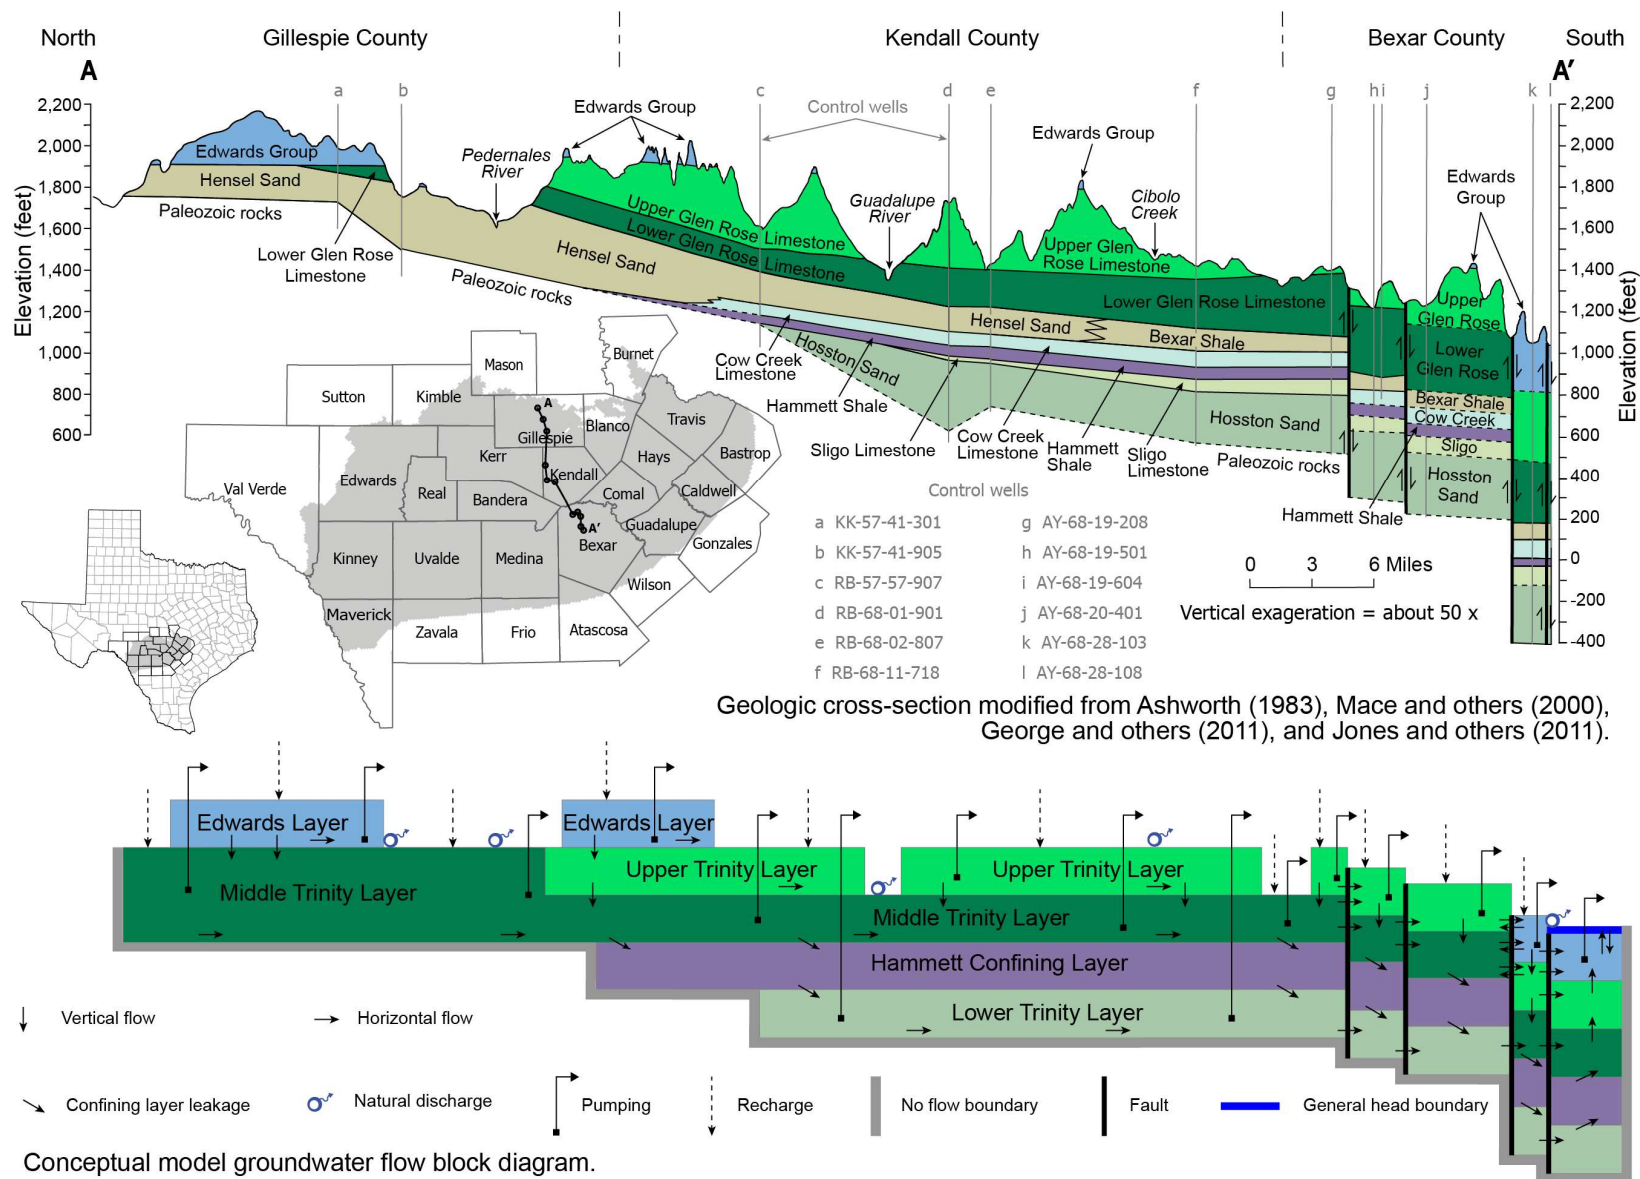 North
Gillespie County
Kendall County
Bexar County
South
A
A′
a
b
c
d
e
f
g
h
i
j
k
l
Control wells
2,200
2,000
1,800
1,600
1,400
1,200
1,000
800
600
Elevation (feet)
2,200
2,000
1,800
1,600
1,400
1,200
1,000
800
600
400
200
0
-200
-400
Elevation (feet)
Edwards Group
Hensel Sand
Paleozoic rocks
Lower Glen Rose
Limestone
Pedernales
River
Edwards Group
Upper Glen Rose Limestone
Lower Glen Rose Limestone
Hensel Sand
Paleozoic rocks
Guadalupe
River
Edwards Group
Cibolo
Creek
Upper Glen
Rose Limestone
Lower Glen Rose Limestone
Hensel Sand
Bexar Shale
Edwards
Group
Upper
Glen Rose
Lower
Glen Rose
Bexar Shale
Cow Creek
Sligo
Hosston
Sand
Hammett Shale
Cow Creek
Limestone
Hosston Sand
Hammett Shale
Sligo Limestone
Cow Creek
Limestone
Hammett
Shale
Sligo
Limestone
Hosston Sand
Paleozoic rocks
Mason
Burnet
Sutton
Kimble
A
Gillespie
Blanco
Travis
Kerr
Hays
Bastrop
Edwards
Real
Bandera
Kendall
Comal
Caldwell
Val Verde
A′
Guadalupe
Gonzales
Kinney
Uvalde
Medina
Bexar
Wilson
Maverick
Zavala
Frio
Atascosa
Control wells
a KK-57-41-301
b KK-57-41-905
c RB-57-57-907
d RB-68-01-901
e RB-68-02-807
f RB-68-11-718
g AY-68-19-208
h AY-68-19-501
i AY-68-19-604
j AY-68-20-401
k AY-68-28-103
l AY-68-28-108
0 3 6 Miles
Vertical exageration = about 50 x
Geologic cross-section modified from Ashworth (1983), Mace and others (2000),
George and others (2011), and Jones and others (2011).
Edwards Layer
Edwards Layer
Middle Trinity Layer
Upper Trinity Layer
Upper Trinity Layer
Middle Trinity Layer
Hammett Confining Layer
Lower Trinity Layer
Vertical flow
Horizontal flow
Confining layer leakage
Natural discharge
Pumping
Recharge
No flow boundary
Fault
General head boundary
Conceptual model groundwater flow block diagram.